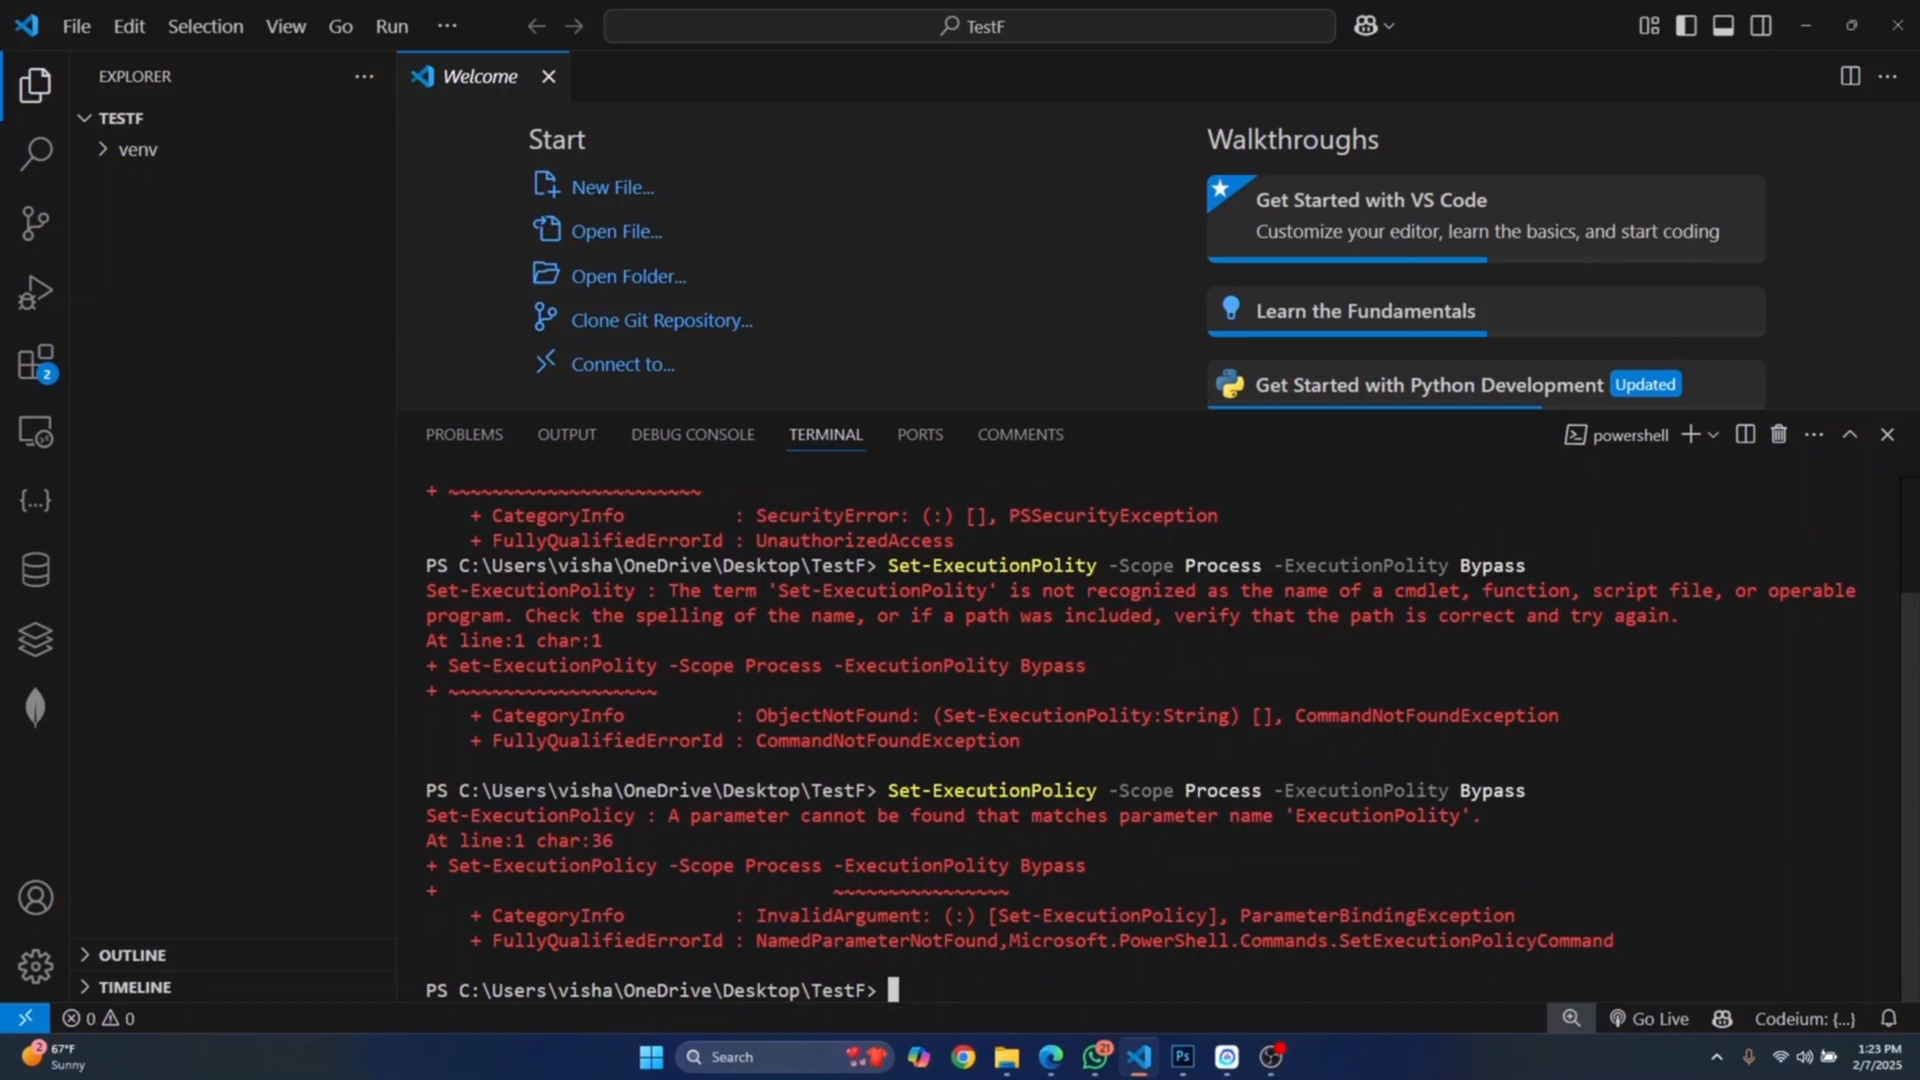 File Edit Selection View Go Run ···
TestF
EXPLORER ···
TESTF
venv
OUTLINE
TIMELINE
Welcome
Start
New File...
Open File...
Open Folder...
Clone Git Repository...
Connect to...
Walkthroughs
Get Started with VS Code
Customize your editor, learn the basics, and start coding
Learn the Fundamentals
Get Started with Python Development Updated
2
PROBLEMS OUTPUT DEBUG CONSOLE TERMINAL PORTS COMMENTS
powershell
+ ~~~~~~~~~~~~~~~~~~~~~~~
    + CategoryInfo          : SecurityError: (:) [], PSSecurityException
    + FullyQualifiedErrorId : UnauthorizedAccess
PS C:\Users\visha\OneDrive\Desktop\TestF> Set-ExecutionPolity -Scope Process -ExecutionPolity Bypass
Set-ExecutionPolity : The term 'Set-ExecutionPolity' is not recognized as the name of a cmdlet, function, script file, or operable
program. Check the spelling of the name, or if a path was included, verify that the path is correct and try again.
At line:1 char:1
+ Set-ExecutionPolity -Scope Process -ExecutionPolity Bypass
+ ~~~~~~~~~~~~~~~~~~~
    + CategoryInfo          : ObjectNotFound: (Set-ExecutionPolity:String) [], CommandNotFoundException
    + FullyQualifiedErrorId : CommandNotFoundException
PS C:\Users\visha\OneDrive\Desktop\TestF> Set-ExecutionPolicy -Scope Process -ExecutionPolity Bypass
Set-ExecutionPolicy : A parameter cannot be found that matches parameter name 'ExecutionPolity'.
At line:1 char:36
+ Set-ExecutionPolicy -Scope Process -ExecutionPolity Bypass
+                                    ~~~~~~~~~~~~~~~~
    + CategoryInfo          : InvalidArgument: (:) [Set-ExecutionPolicy], ParameterBindingException
    + FullyQualifiedErrorId : NamedParameterNotFound,Microsoft.PowerShell.Commands.SetExecutionPolicyCommand
PS C:\Users\visha\OneDrive\Desktop\TestF>
0 0
Go Live
Codeium: {...}
2
67°F
Sunny
Search
21
Ps
1:23 PM
2/7/2025